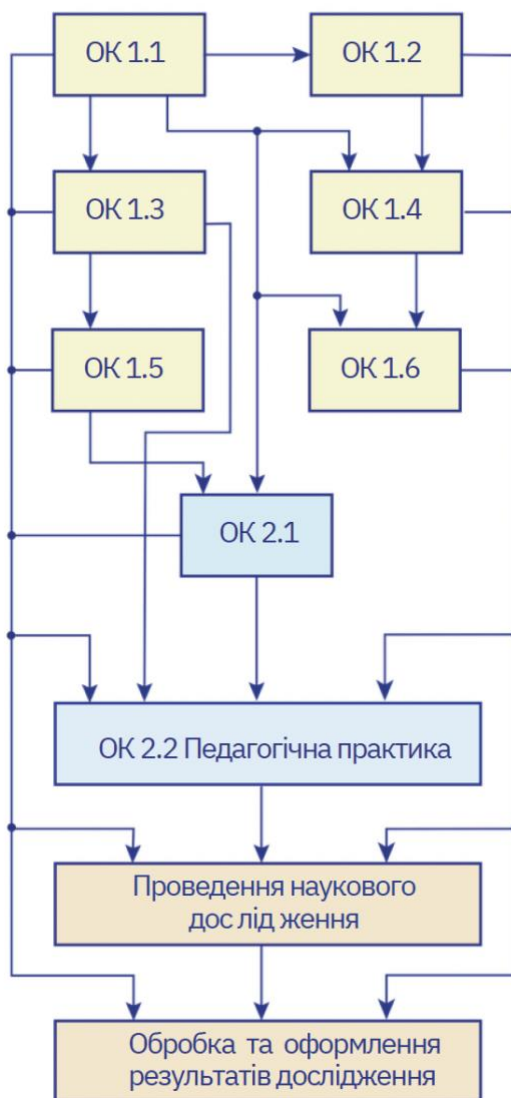 ОК 1.1
ОК 1.2
ОК 1.3
ОК 1.4
ОК 1.5
ОК 1.6
ОК 2.1
ОК 2.2 Педагогічна практика
Проведення наукового
дос лід ження
Обробка та оформлення
результатів дослідження